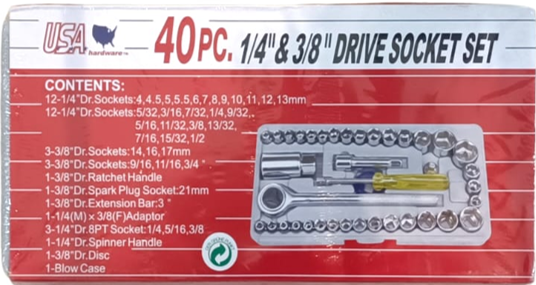 USA
hardware™
40PC. 1/4"&3/8"DRIVE SOCKET SET
CONTENTS:
12-1/4"Dr.Sockets:4,4.5,5,5.5,6,7,8,9,10,11,12,13mm
12-1/4"Dr.Sockets:5/32,3/16,7/32,1/4,9/32,
5/16,11/32,3/8,13/32,
7/16,15/32,1/2
3-3/8"Dr.Sockets:14,16,17mm
3-3/8"Dr.Sockets:9/16,11/16,3/4"
1-3/8"Dr.Ratchet Handle
1-3/8"Dr.Spark Plug Socket:21mm
1-3/8"Dr.Extension Bar:3"
1-1/4(M)×3/8(F)Adaptor
3-1/4"Dr.8PT Socket:1/4,5/16,3/8
1-1/4"Dr.Spinner Handle
1-3/8"Dr.Disc
1-Blow Case